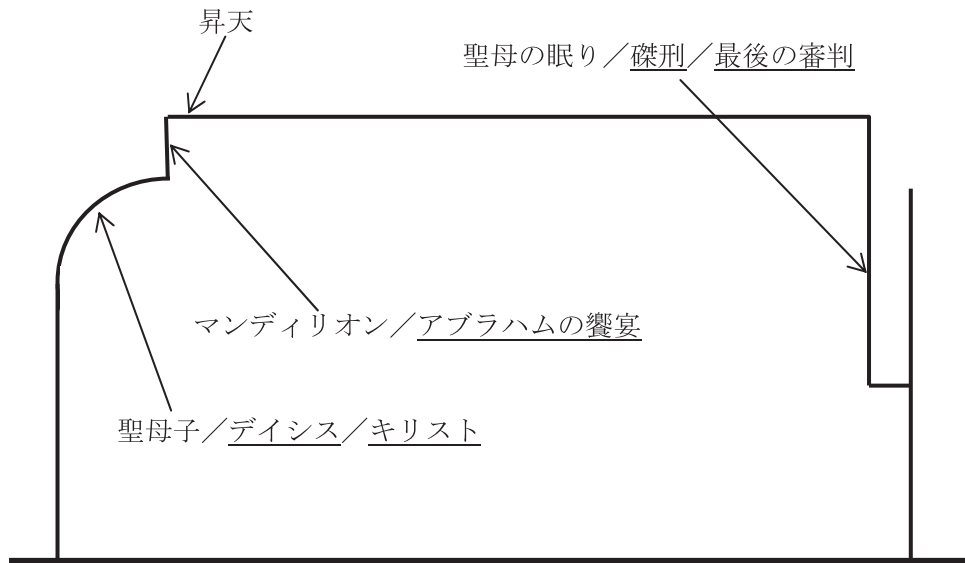 昇天
聖母の眠り／磔刑／最後の審判
マンディリオン／アブラハムの饗宴
聖母子／デイシス／キリスト